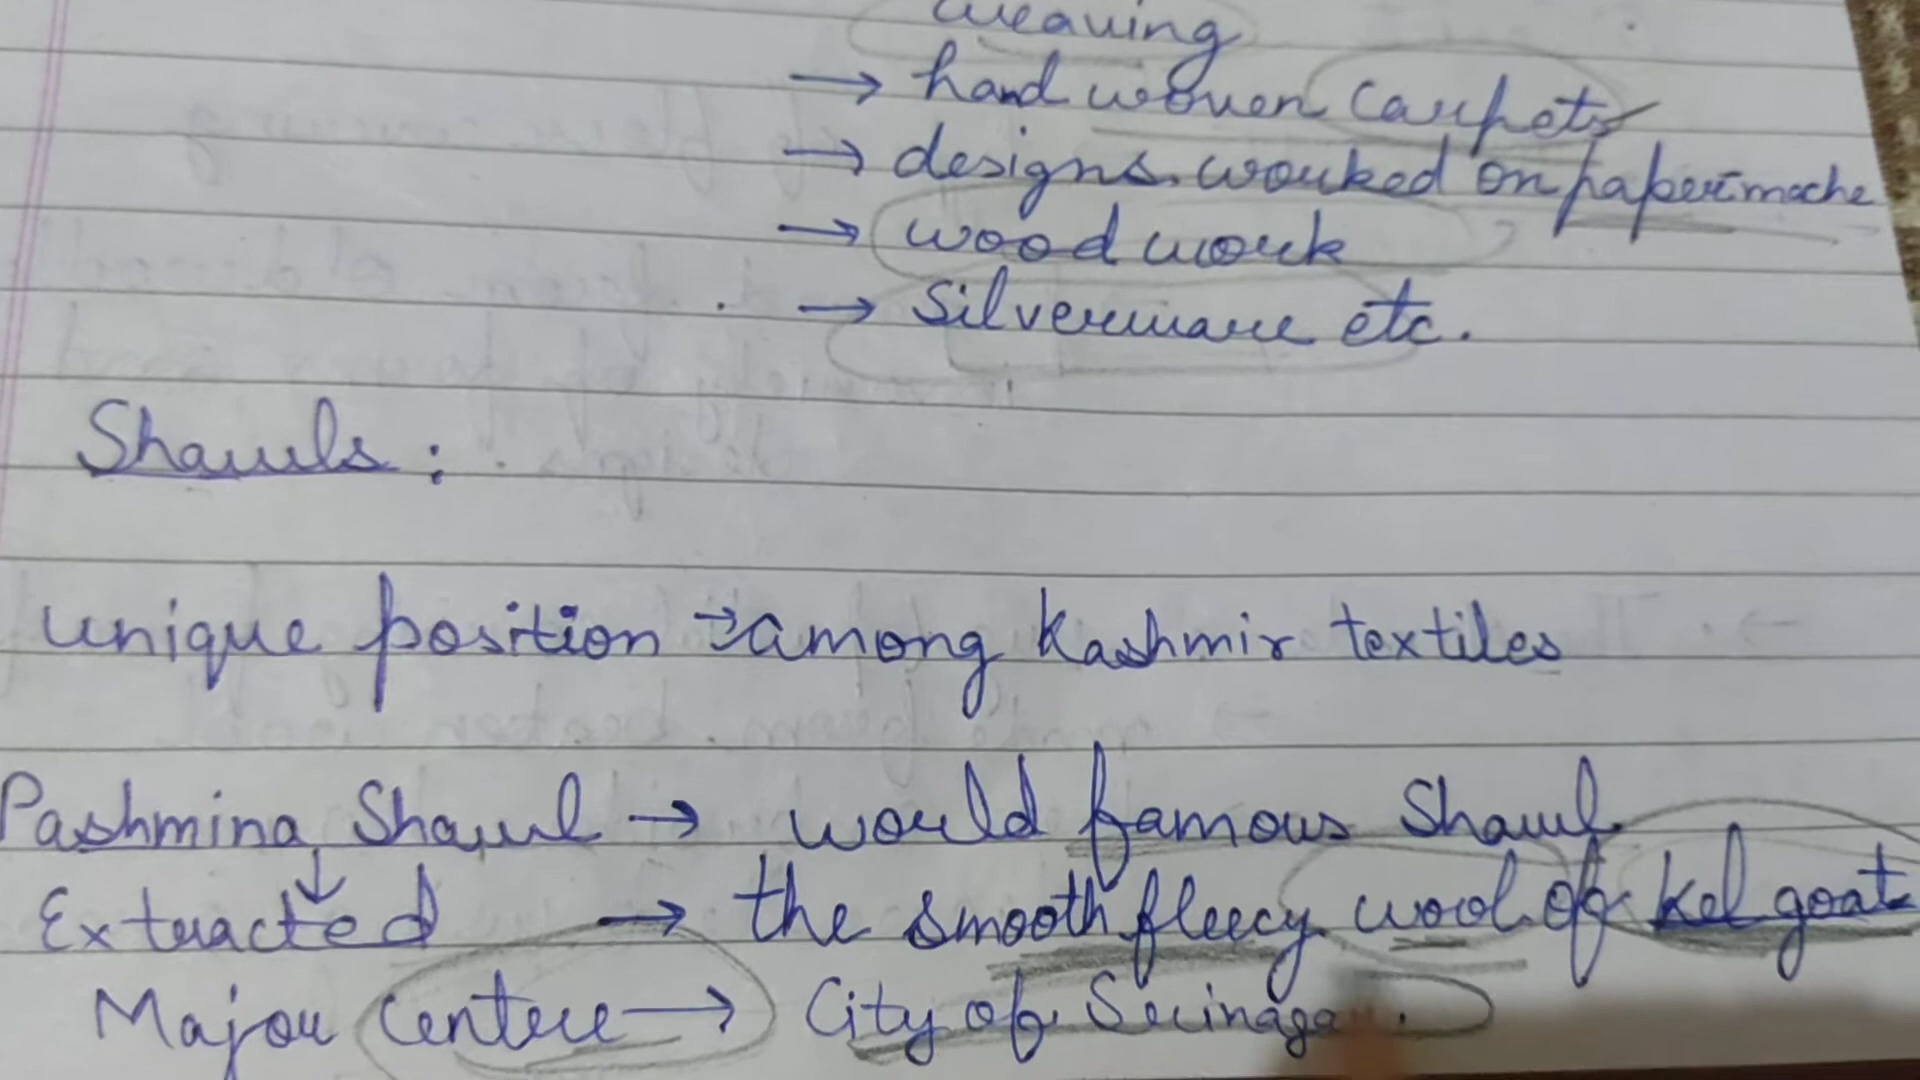 weaving
→ hand woven Carpets
→ designs worked on papermache
→ wood work
→ Silverware etc.
Shawls :
unique position → among Kashmir textiles
Pashmina Shawl → world famous Shawl
↓
Extracted → the smooth fleecy wool of Kel goat
Major Centre → City of Srinagar.